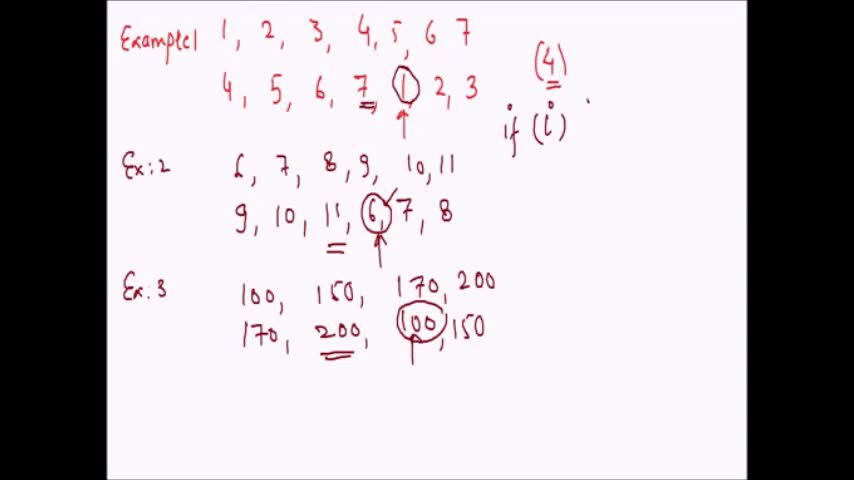 Example1 1, 2, 3, 4, 5, 6 7
4, 5, 6, 7, 1, 2, 3
(4)
if (i)
Ex:2 6, 7, 8, 9, 10, 11
9, 10, 11, 6, 7, 8
Ex:3 100, 150, 170, 200
170, 200, 100, 150